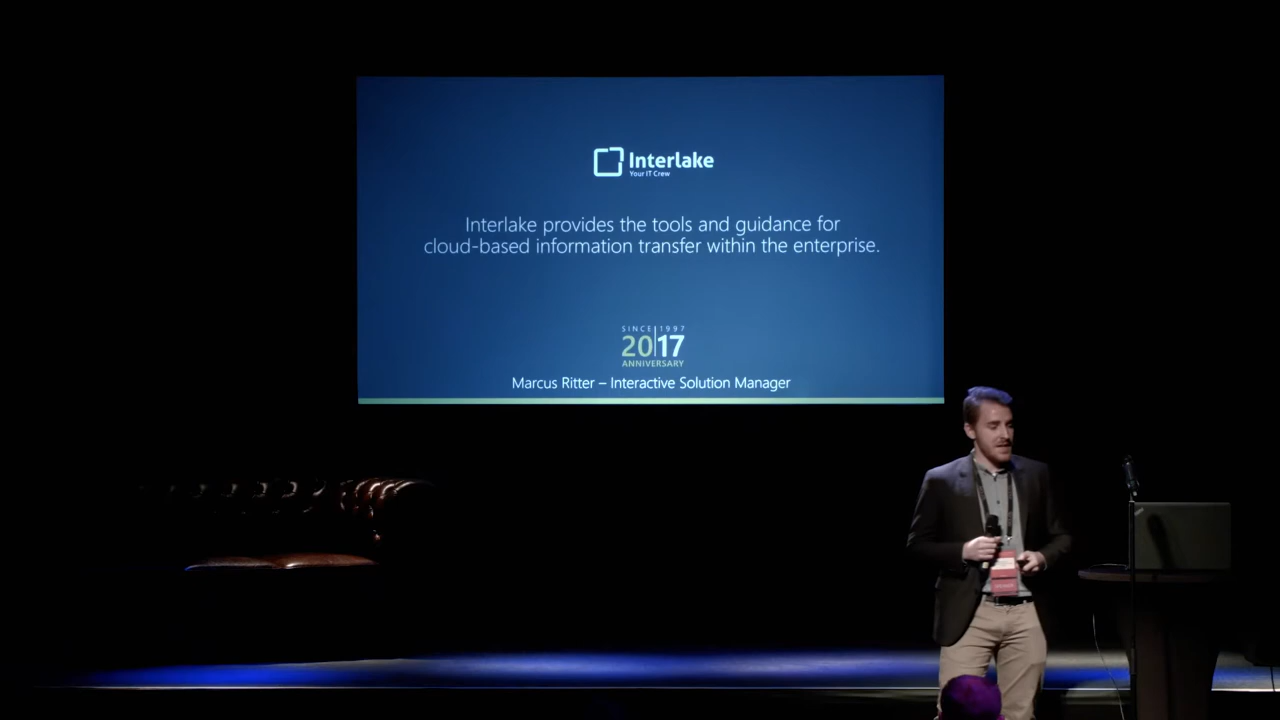 Interlake
Your IT Crew
Interlake provides the tools and guidance for
cloud-based information transfer within the enterprise.
SINCE 1997
2017
ANNIVERSARY
Marcus Ritter – Interactive Solution Manager